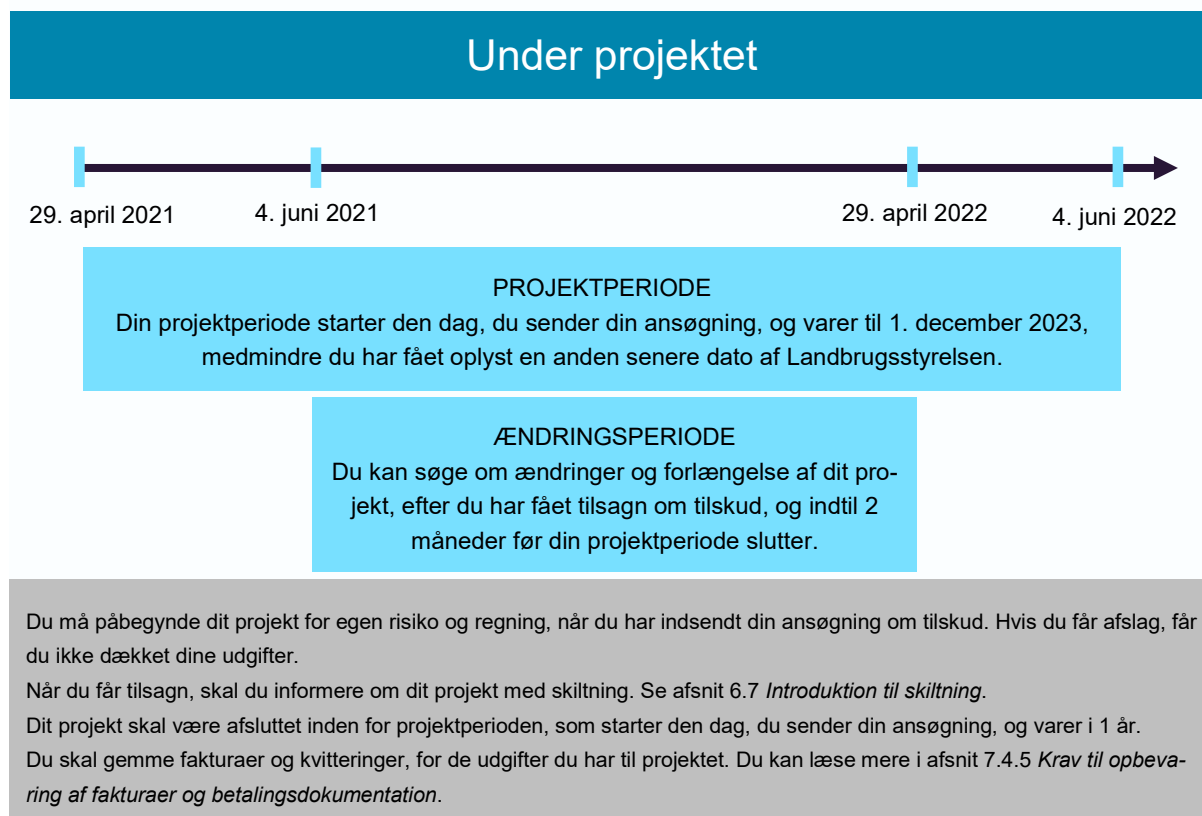 Under projektet
29. april 2021
4. juni 2021
29. april 2022
4. juni 2022
PROJEKTPERIODE
Din projektperiode starter den dag, du sender din ansøgning, og varer til 1. december 2023,
medmindre du har fået oplyst en anden senere dato af Landbrugsstyrelsen.
ÆNDRINGSPERIODE
Du kan søge om ændringer og forlængelse af dit pro-
jekt, efter du har fået tilsagn om tilskud, og indtil 2
måneder før din projektperiode slutter.
Du må påbegynde dit projekt for egen risiko og regning, når du har indsendt din ansøgning om tilskud. Hvis du får afslag, får
du ikke dækket dine udgifter.
Når du får tilsagn, skal du informere om dit projekt med skiltning. Se afsnit 6.7 Introduktion til skiltning.
Dit projekt skal være afsluttet inden for projektperioden, som starter den dag, du sender din ansøgning, og varer i 1 år.
Du skal gemme fakturaer og kvitteringer, for de udgifter du har til projektet. Du kan læse mere i afsnit 7.4.5 Krav til opbeva-
ring af fakturaer og betalingsdokumentation.